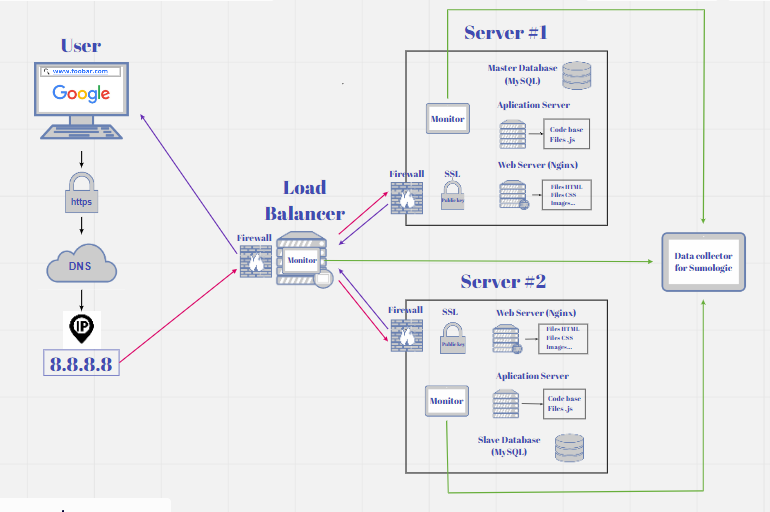 User
www.foobar.com
Google
https
DNS
IP
8.8.8.8
Load
Balancer
Firewall
Monitor
Server #1
Master Database
(MySQL)
Monitor
Aplication Server
Code base
Files .js
Web Server (Nginx)
Files HTML
Files CSS
Images...
Firewall
SSL
Public key
Data collector
for Sumologic
Server #2
Firewall
SSL
Public key
Web Server (Nginx)
Files HTML
Files CSS
Images...
Aplication Server
Monitor
Code base
Files .js
Slave Database
(MySQL)